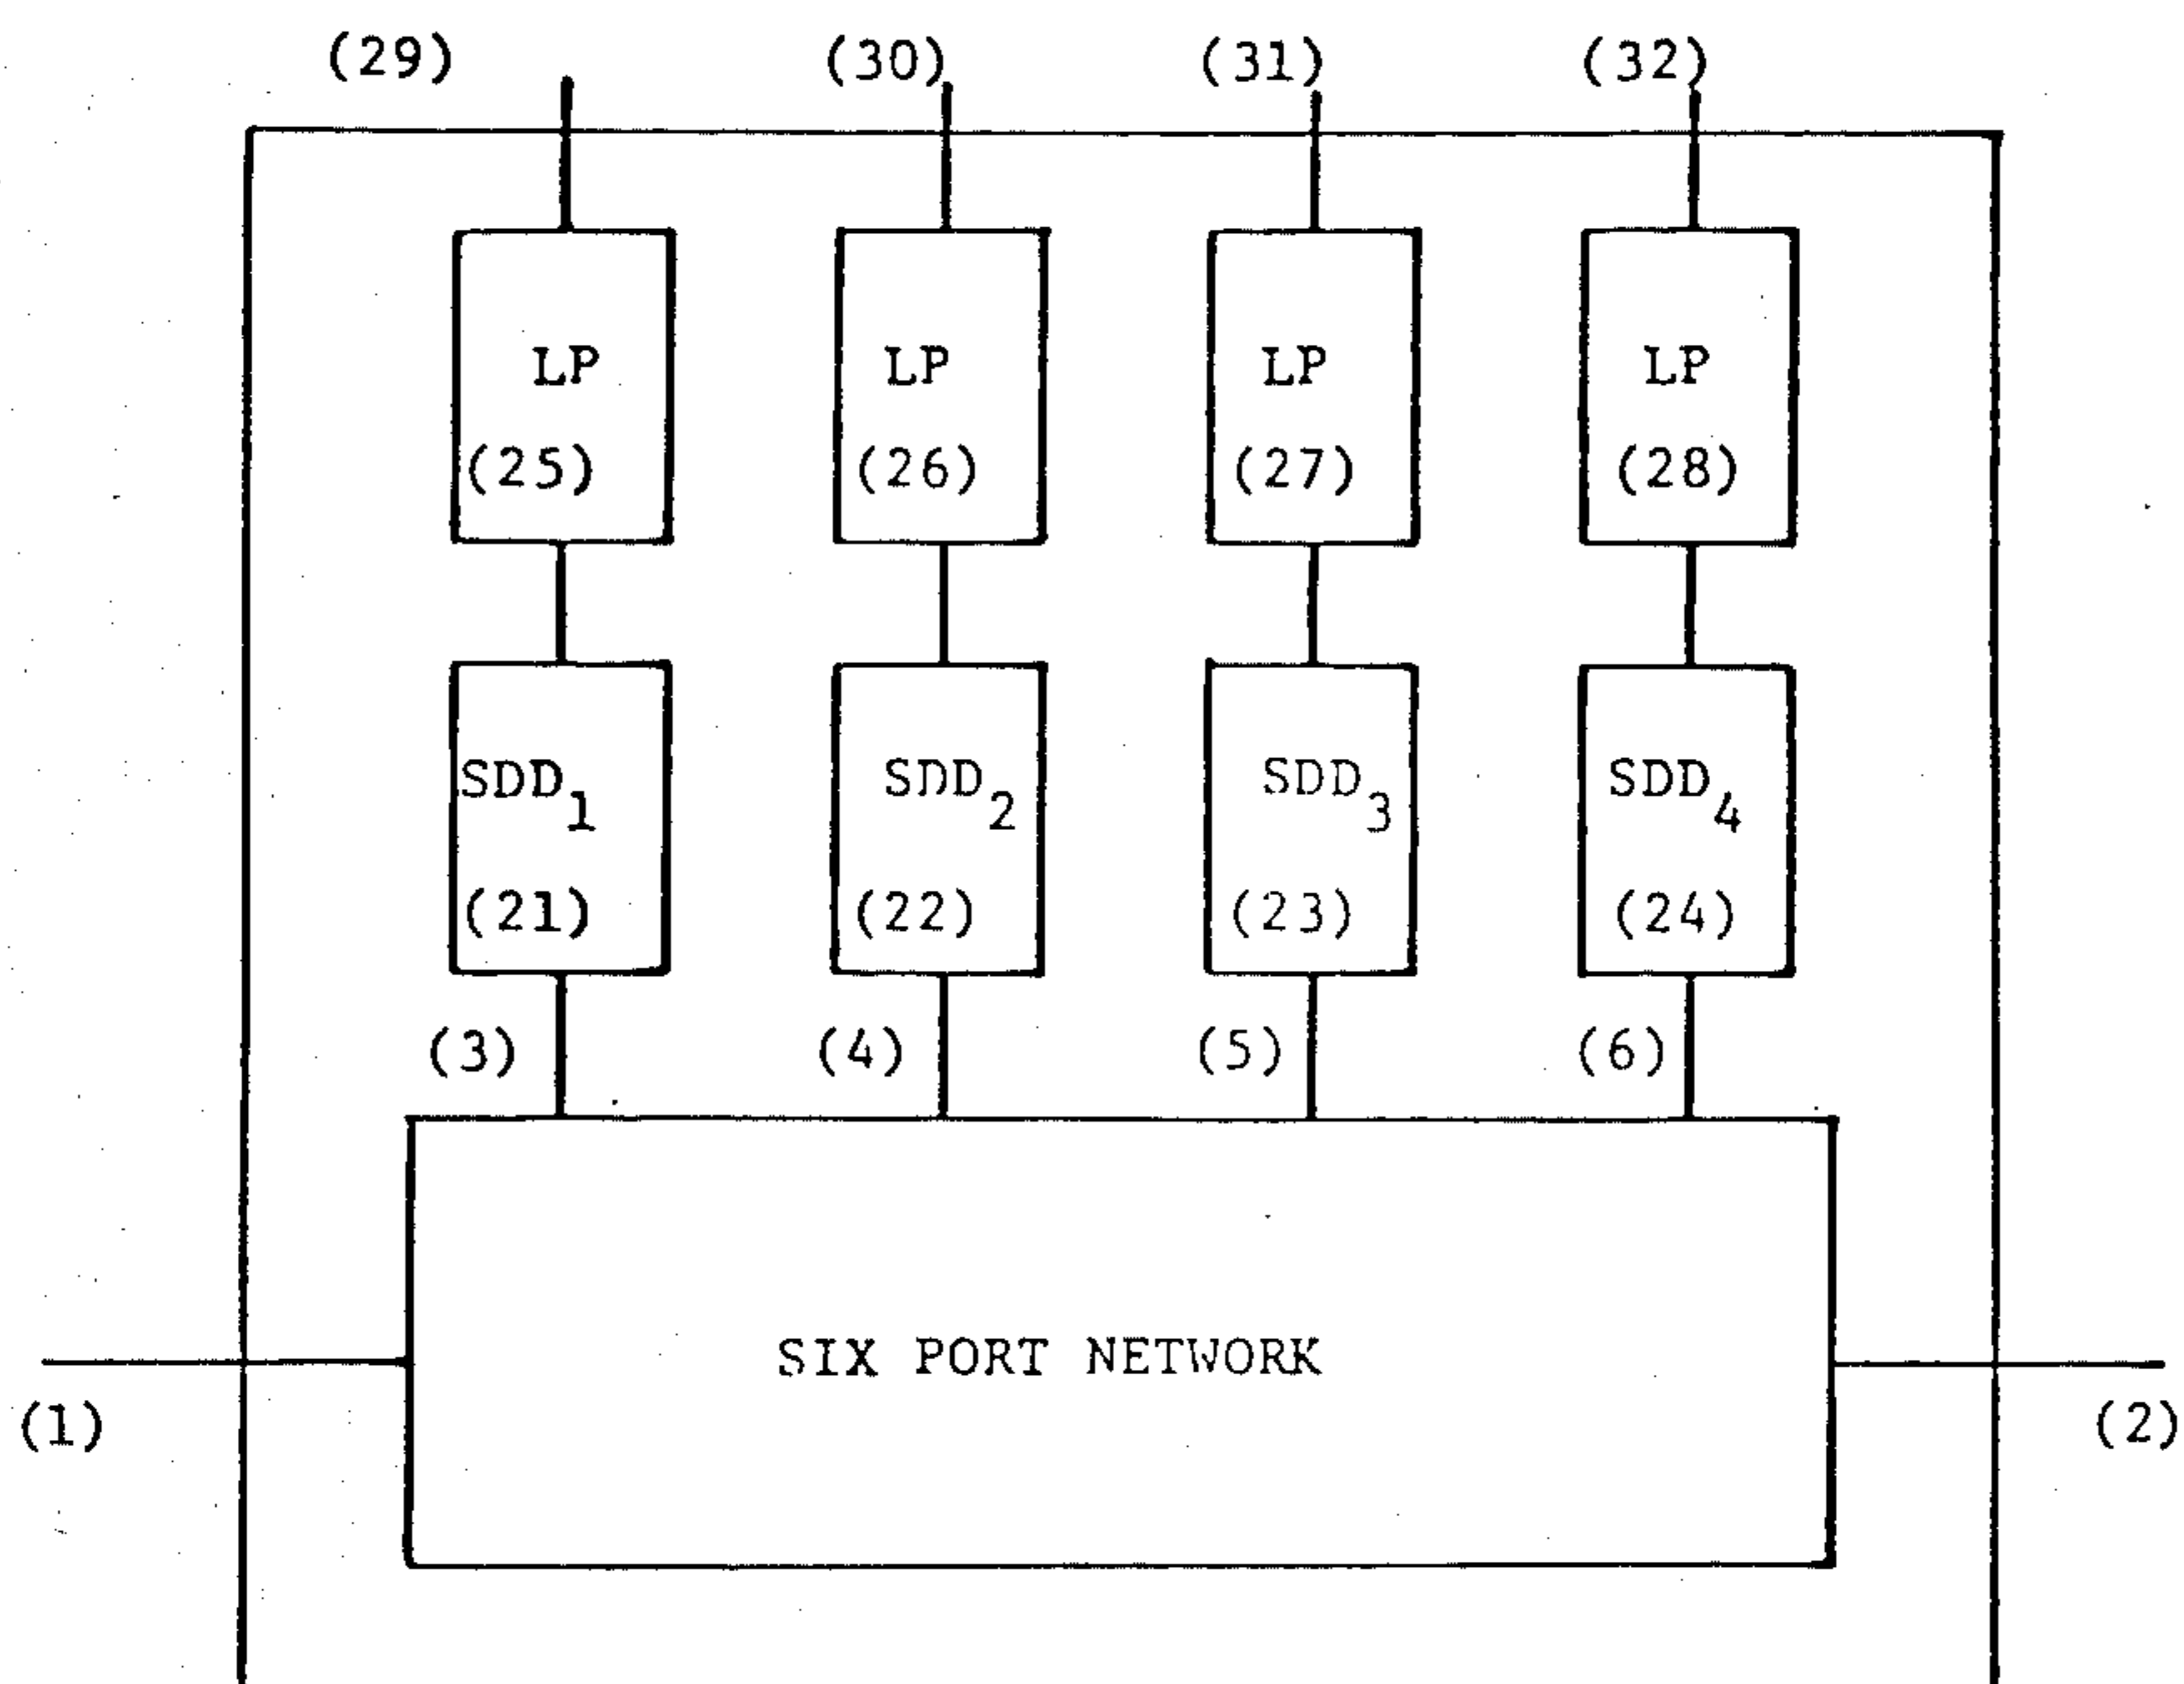 (29) (30) (31) (32)
LP LP LP LP
(25) (26) (27) (28)
SDD1 SDD2 SDD3 SDD4
(21) (22) (23) (24)
(3) (4) (5) (6)
SIX PORT NETWORK
(1) (2)